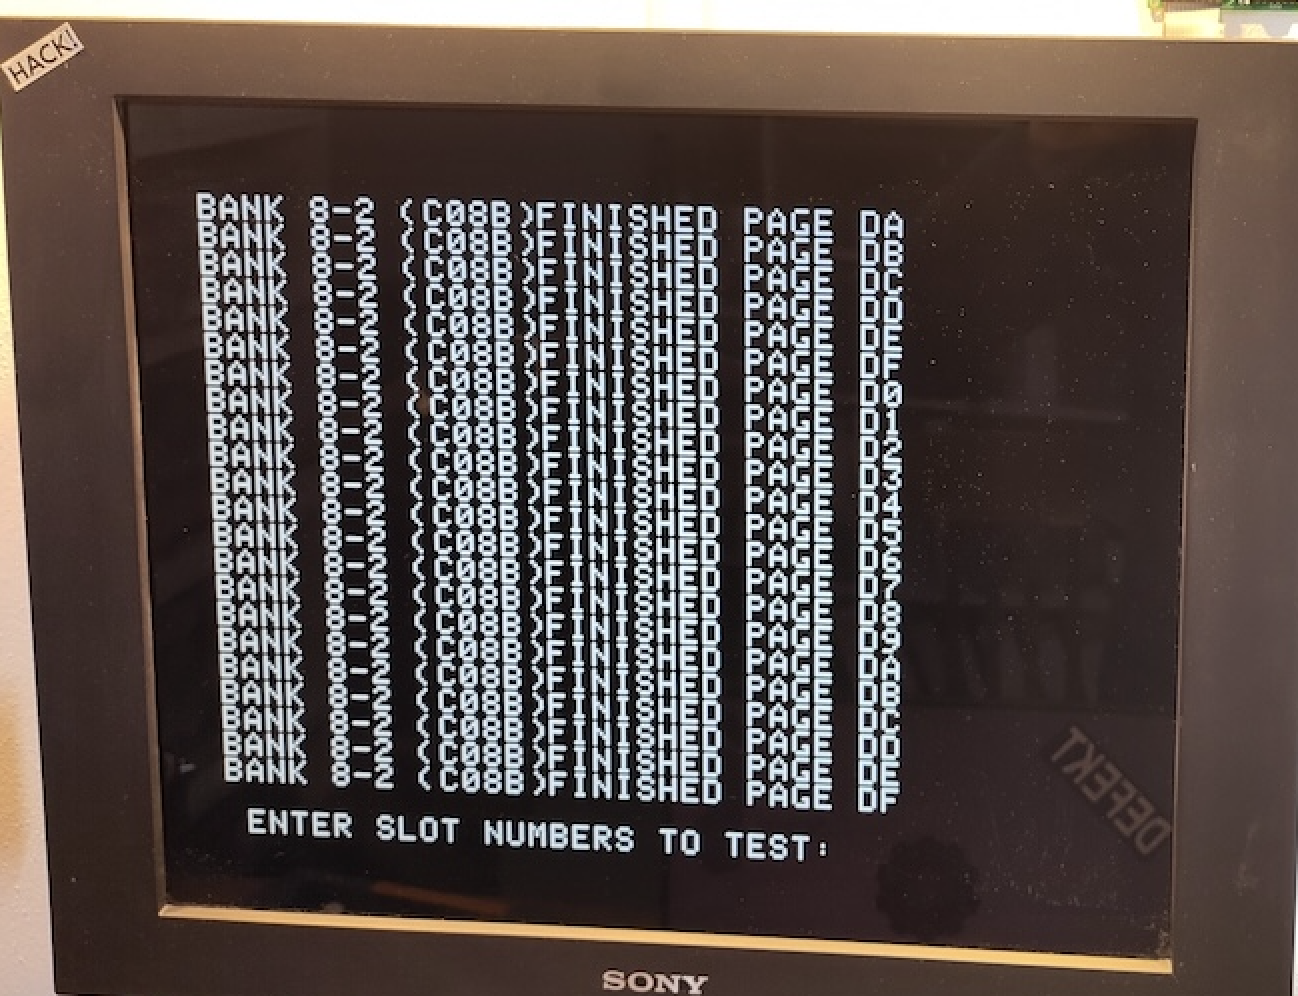 HACK!
BANK 8-2 (C08B)FINISHED PAGE DA
BANK 8-2 (C08B)FINISHED PAGE DB
BANK 8-2 (C08B)FINISHED PAGE DC
BANK 8-2 (C08B)FINISHED PAGE DD
BANK 8-2 (C08B)FINISHED PAGE DE
BANK 8-2 (C08B)FINISHED PAGE DF
BANK 8-2 (C08B)FINISHED PAGE D0
BANK 8-2 (C08B)FINISHED PAGE D1
BANK 8-2 (C08B)FINISHED PAGE D2
BANK 8-2 (C08B)FINISHED PAGE D3
BANK 8-2 (C08B)FINISHED PAGE D4
BANK 8-2 (C08B)FINISHED PAGE D5
BANK 8-2 (C08B)FINISHED PAGE D6
BANK 8-2 (C08B)FINISHED PAGE D7
BANK 8-2 (C08B)FINISHED PAGE D8
BANK 8-2 (C08B)FINISHED PAGE D9
BANK 8-2 (C08B)FINISHED PAGE DA
BANK 8-2 (C08B)FINISHED PAGE DB
BANK 8-2 (C08B)FINISHED PAGE DC
BANK 8-2 (C08B)FINISHED PAGE DD
BANK 8-2 (C08B)FINISHED PAGE DE
BANK 8-2 (C08B)FINISHED PAGE DF
ENTER SLOT NUMBERS TO TEST:
DEFEKT
SONY